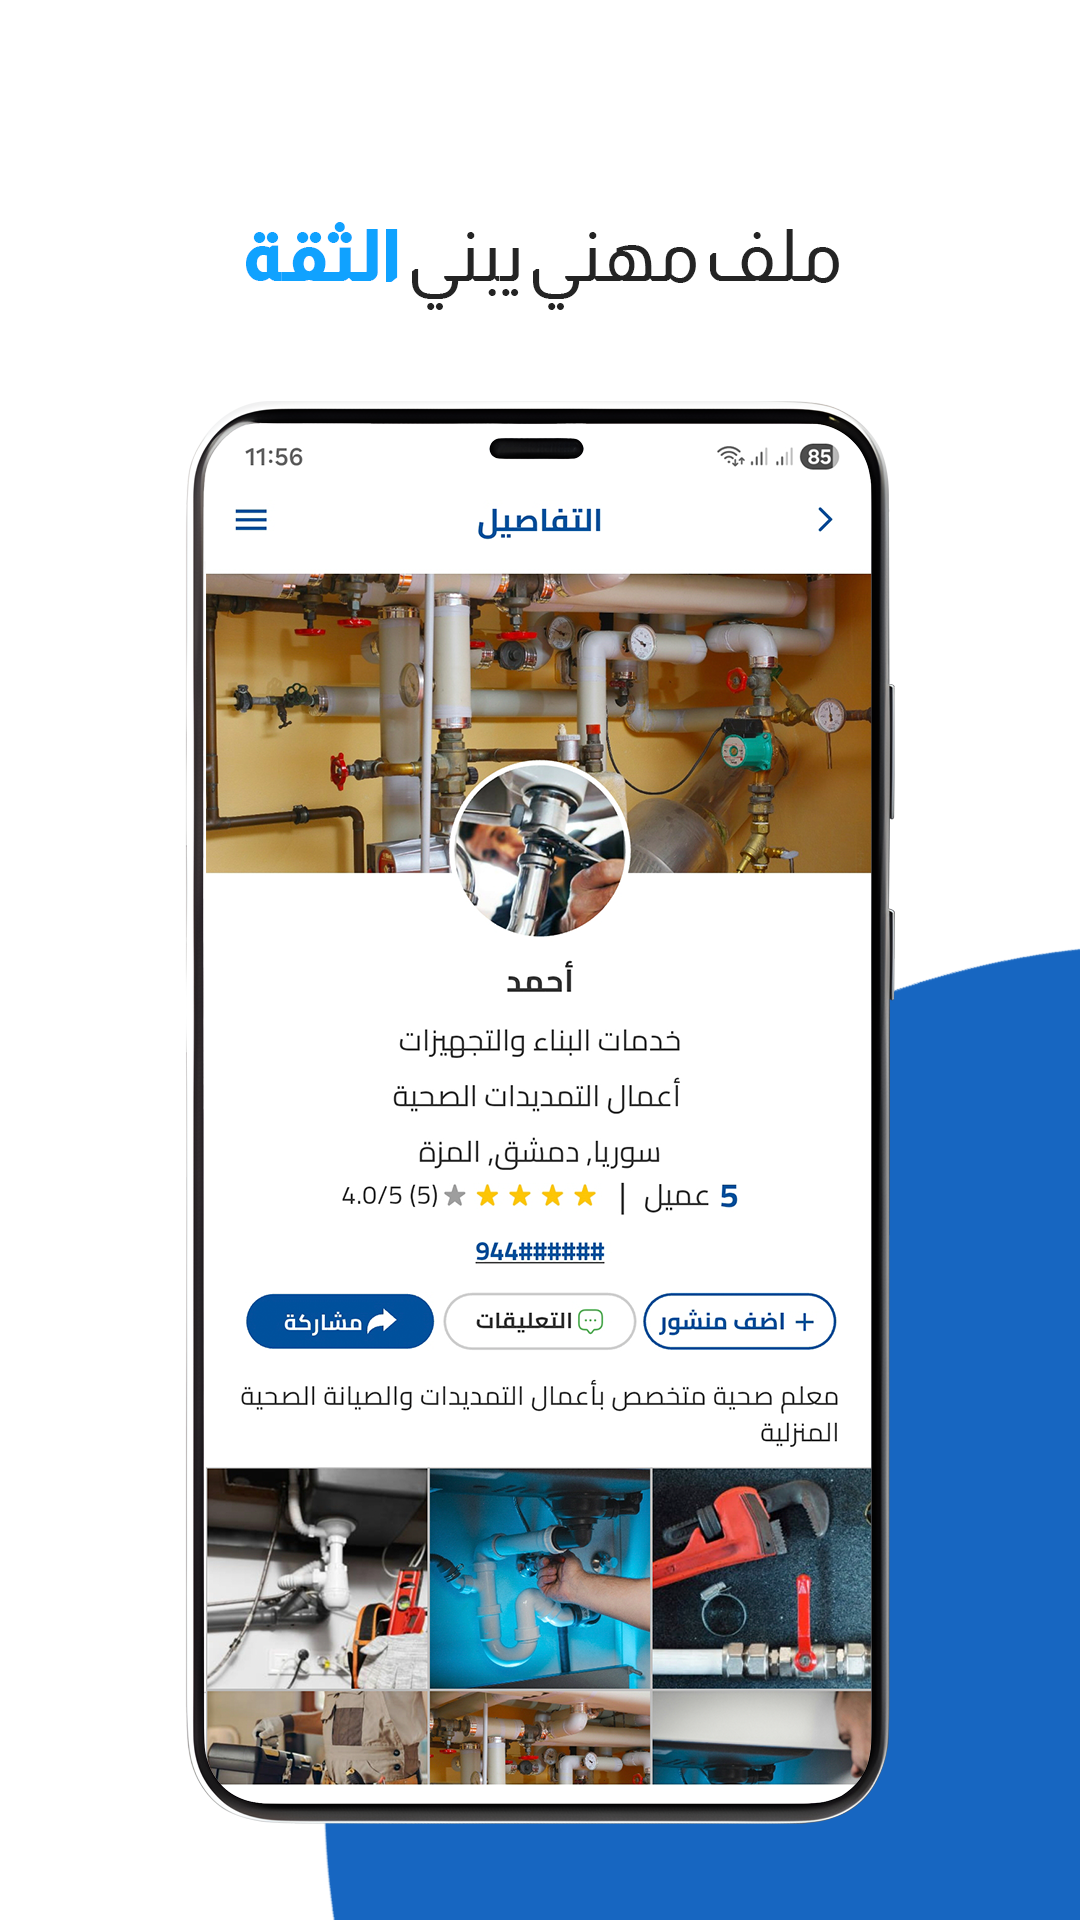 ملف مهني يبني الثقة
11:56
85
التفاصيل
أحمد
خدمات البناء والتجهيزات
أعمال التمديدات الصحية
سوريا, دمشق, المزة
5 عميل | 4.0/5 (5)
944######
+ اضف منشور
التعليقات
مشاركة
معلم صحية متخصص بأعمال التمديدات والصيانة الصحية
المنزلية